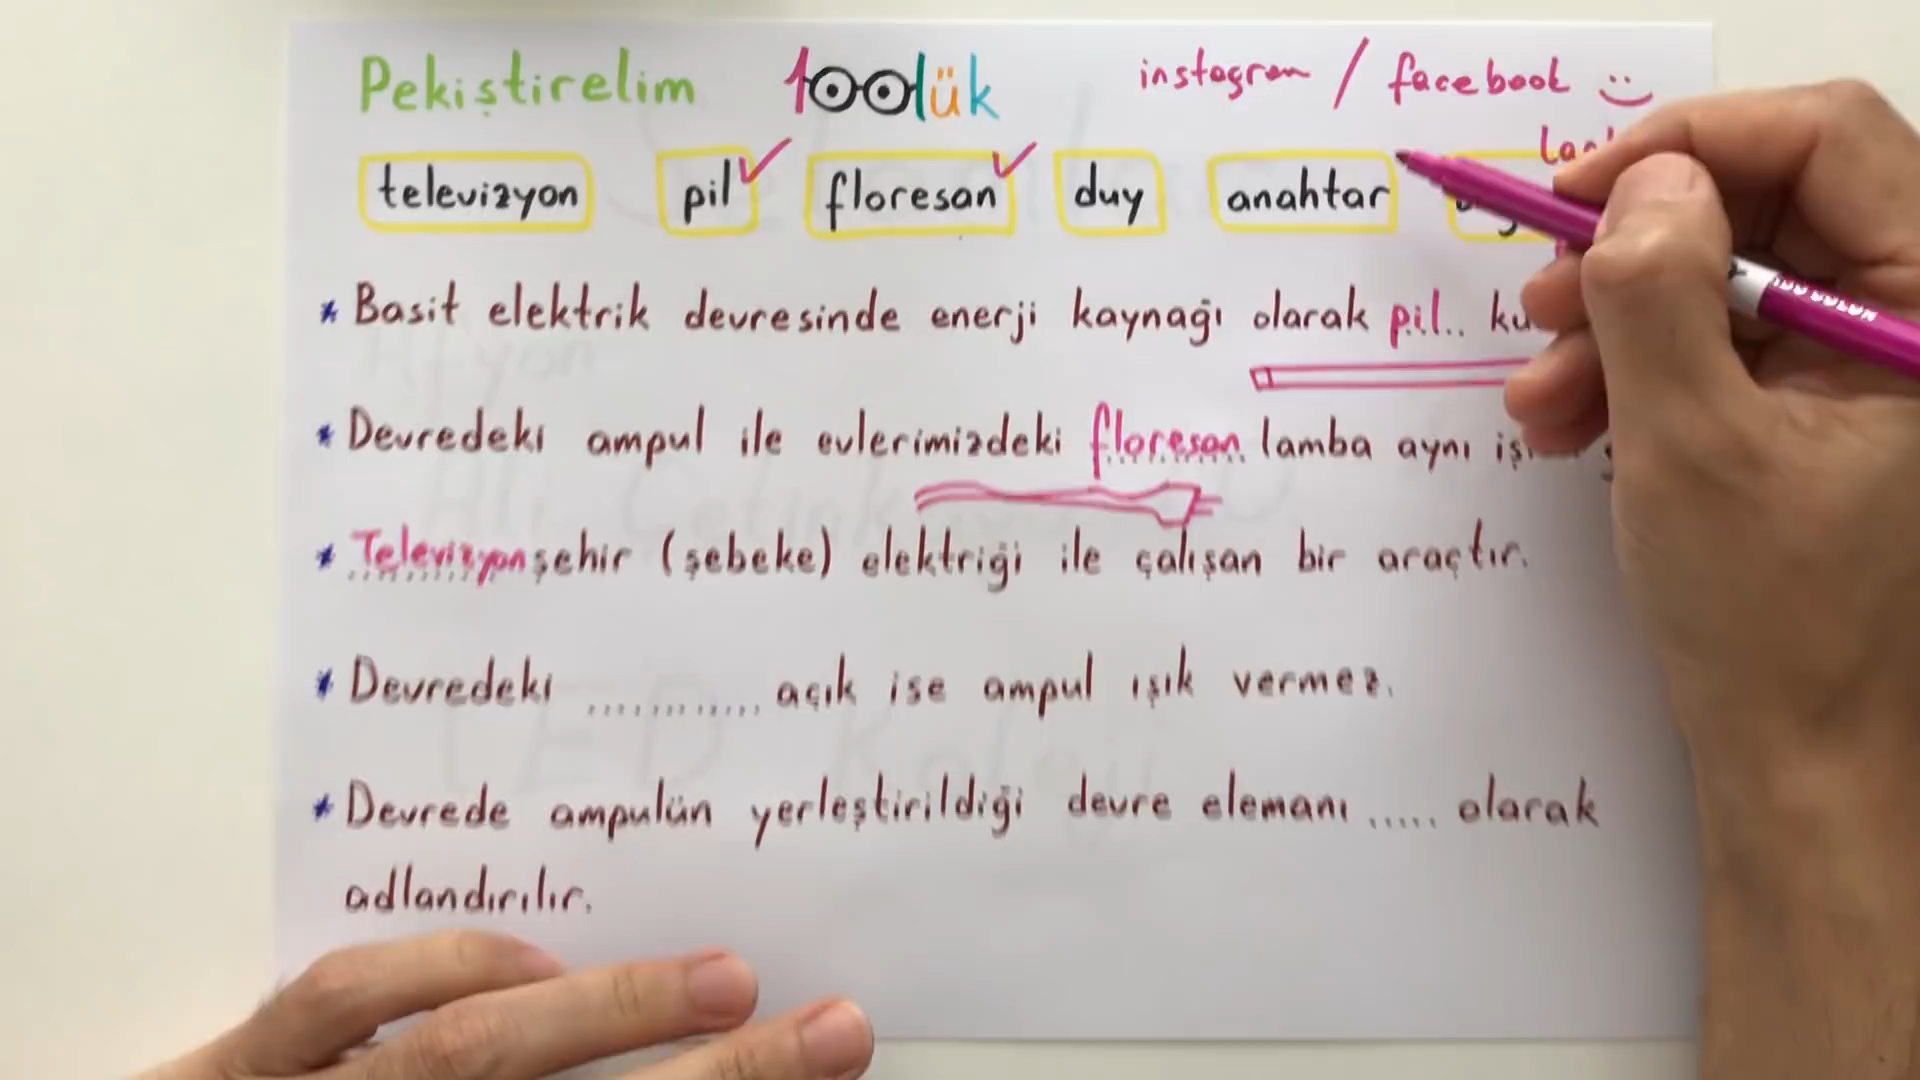 Pekiştirelim 100lük instagram / facebook
televizyon pil floresan duy anahtar
* Basit elektrik devresinde enerji kaynağı olarak pil..
* Devredeki ampul ile evlerimizdeki floresan lamba aynı
* Televizyon şehir (şebeke) elektriği ile çalışan bir araçtır.
* Devredeki ............ açık ise ampul ışık vermez.
* Devrede ampulün yerleştirildiği devre elemanı ..... olarak
adlandırılır.